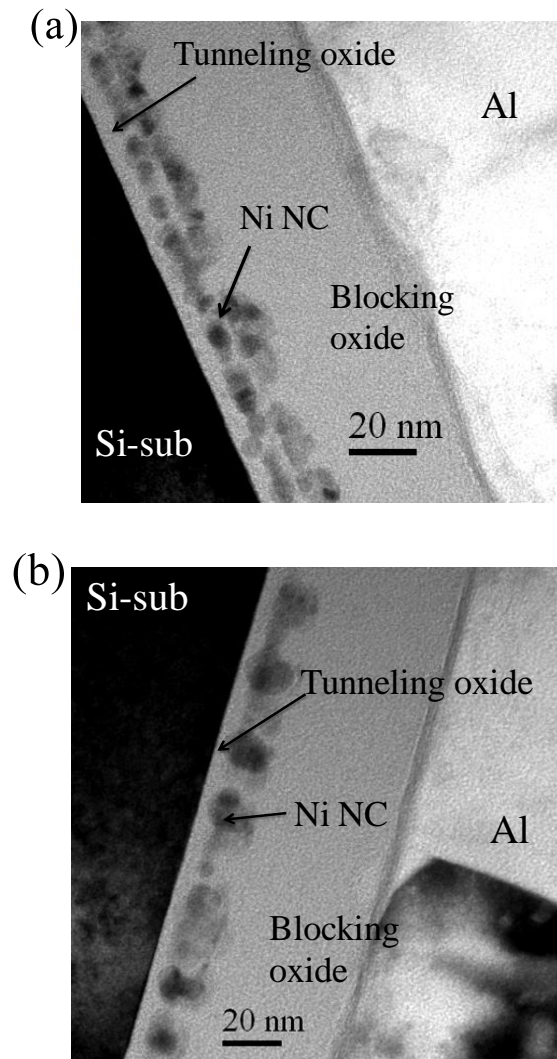 (a)
Tunneling oxide
Al
Ni NC
Blocking
oxide
Si-sub
20 nm
(b)
Si-sub
Tunneling oxide
Ni NC
Al
Blocking
oxide
20 nm